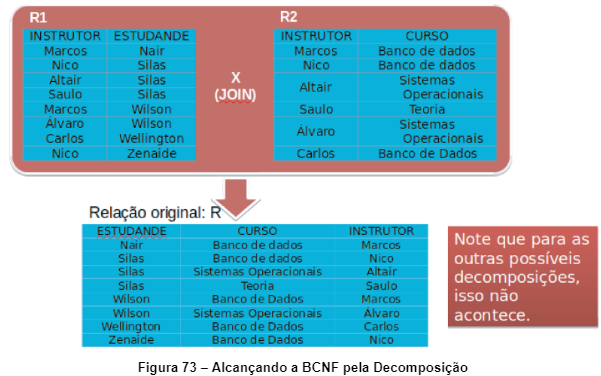 R1
R2
INSTRUTOR ESTUDANDE
Marcos Nair
Nico Silas
Altair Silas
Saulo Silas
Marcos Wilson
Álvaro Wilson
Carlos Wellington
Nico Zenaide
X
(JOIN)
INSTRUTOR CURSO
Marcos Banco de dados
Nico Banco de dados
Altair Sistemas
Operacionais
Saulo Teoria
Álvaro Sistemas
Operacionais
Carlos Banco de Dados
Relação original: R
ESTUDANDE CURSO INSTRUTOR
Nair Banco de dados Marcos
Silas Banco de dados Nico
Silas Sistemas Operacionais Altair
Silas Teoria Saulo
Wilson Banco de Dados Marcos
Wilson Sistemas Operacionais Álvaro
Wellington Banco de Dados Carlos
Zenaide Banco de Dados Nico
Note que para as
outras possíveis
decomposições,
isso não
acontece.
Figura 73 – Alcançando a BCNF pela Decomposição